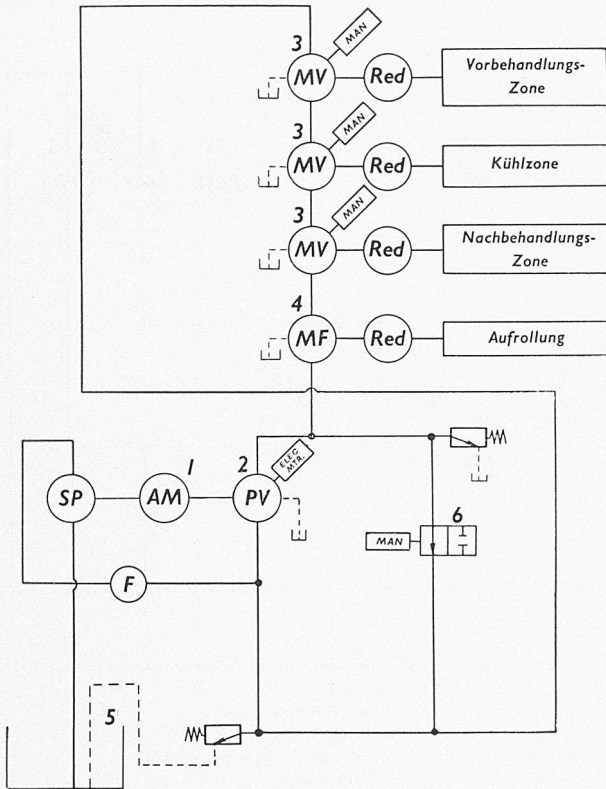 3
MAN
MV
Red
Vorbehandlungs-
Zone
3
MAN
MV
Red
Kühlzone
3
MAN
MV
Red
Nachbehandlungs-
Zone
4
MF
Red
Aufrollung
1
2
ELEC
MTR.
SP
AM
PV
6
MAN
F
5